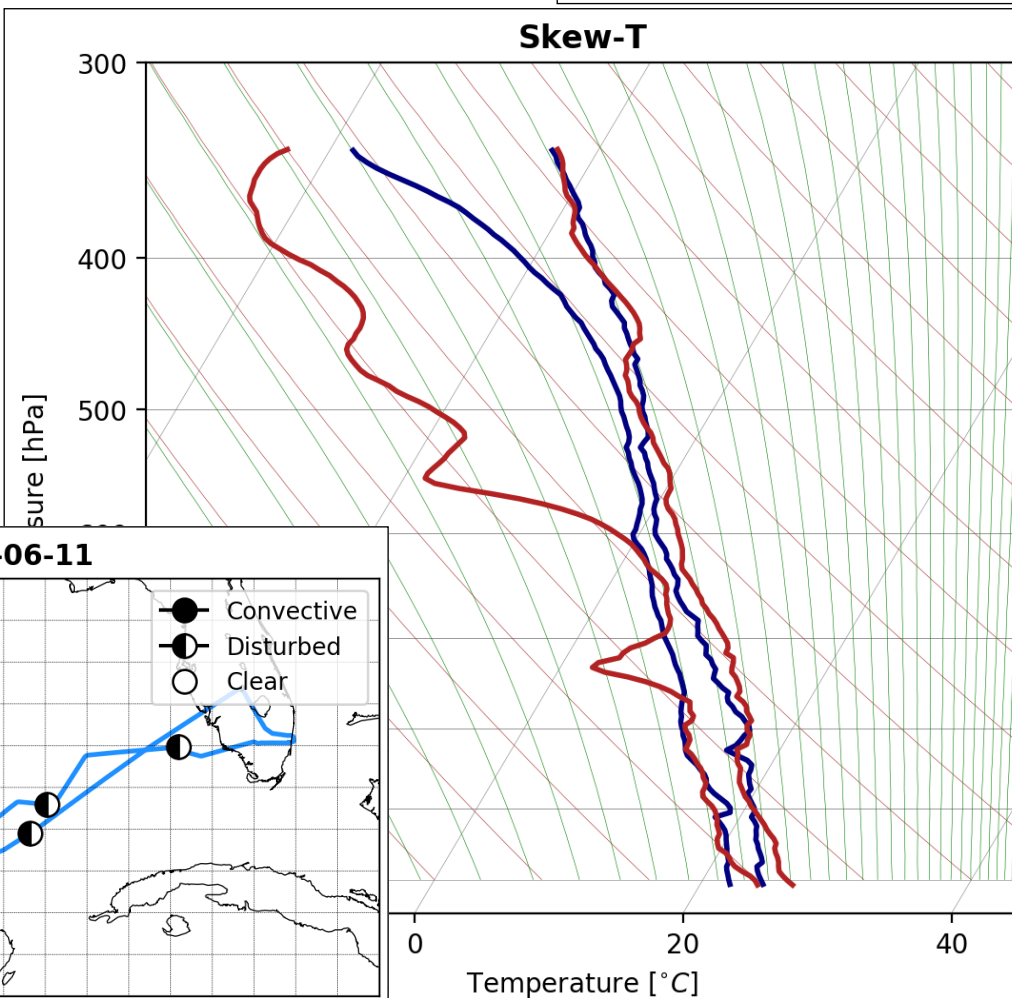 Skew-T
300
400
500
sure [hPa]
-06-11
Convective
Disturbed
Clear
0
20
40
Temperature [°C]